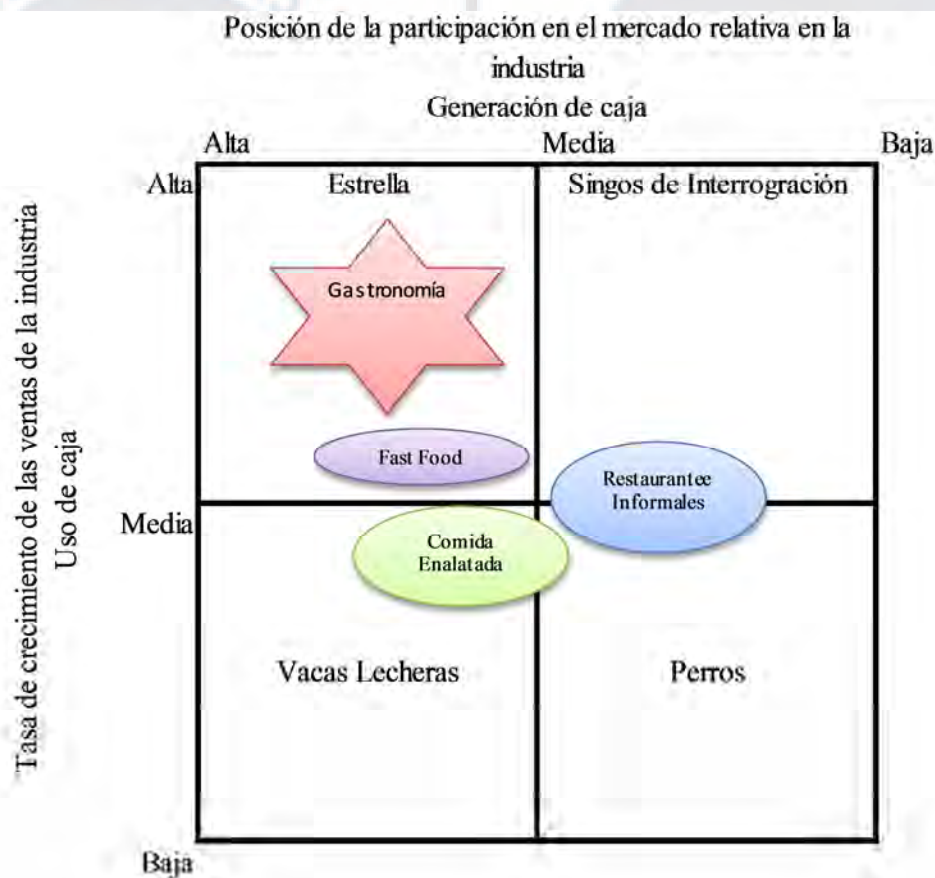 Posición de la participación en el mercado relativa en la
industria
Generación de caja
Alta
Media
Baja
Alta
Estrella
Singos de Interrogración
Gastronomía
Fast Food
Restaurantee
Informales
Media
Comida
Enalatada
Vacas Lecheras
Perros
Baja
Tasa de crecimiento de las ventas de la industria
Uso de caja